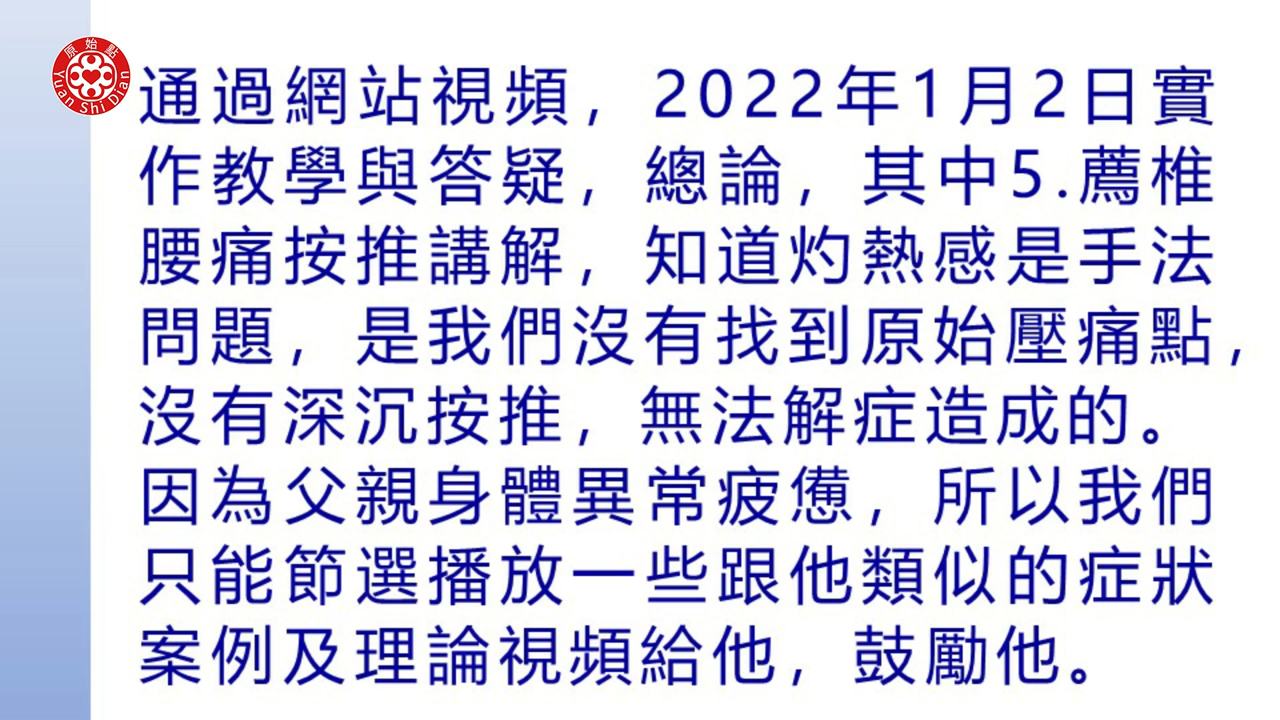 原始點
Yuan Shi Dian
通過網站視頻，2022年1月2日實
作教學與答疑，總論，其中5.薦椎
腰痛按推講解，知道灼熱感是手法
問題，是我們沒有找到原始壓痛點，
沒有深沉按推，無法解症造成的。
因為父親身體異常疲憊，所以我們
只能節選播放一些跟他類似的症狀
案例及理論視頻給他，鼓勵他。